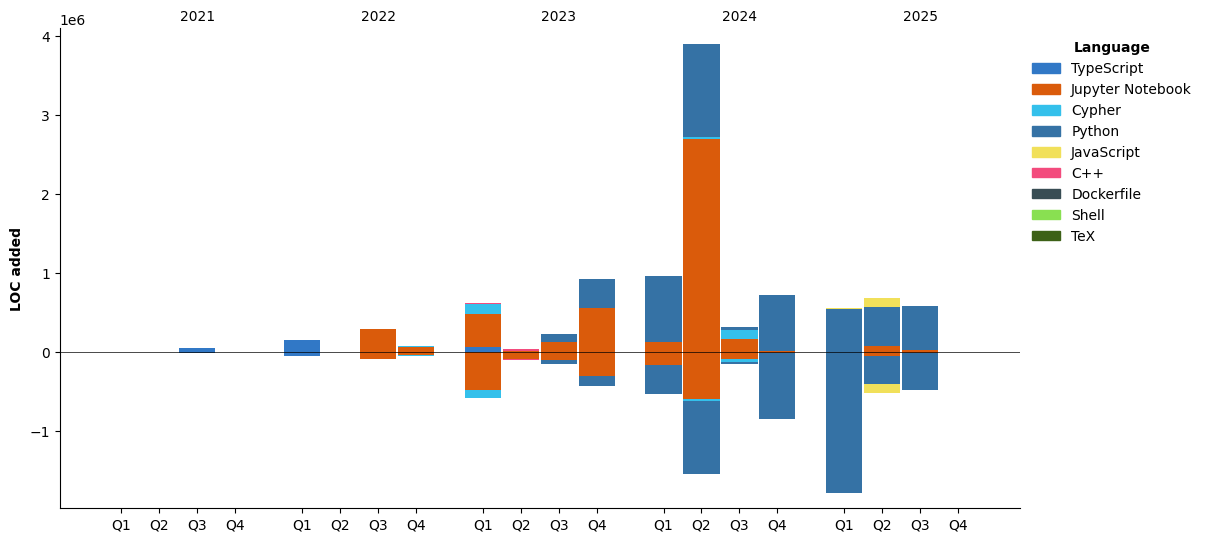 2021 2022 2023 2024 2025
1e6
4
3
2
1
0
−1
LOC added
Q1 Q2 Q3 Q4 Q1 Q2 Q3 Q4 Q1 Q2 Q3 Q4 Q1 Q2 Q3 Q4 Q1 Q2 Q3 Q4
Language
TypeScript
Jupyter Notebook
Cypher
Python
JavaScript
C++
Dockerfile
Shell
TeX